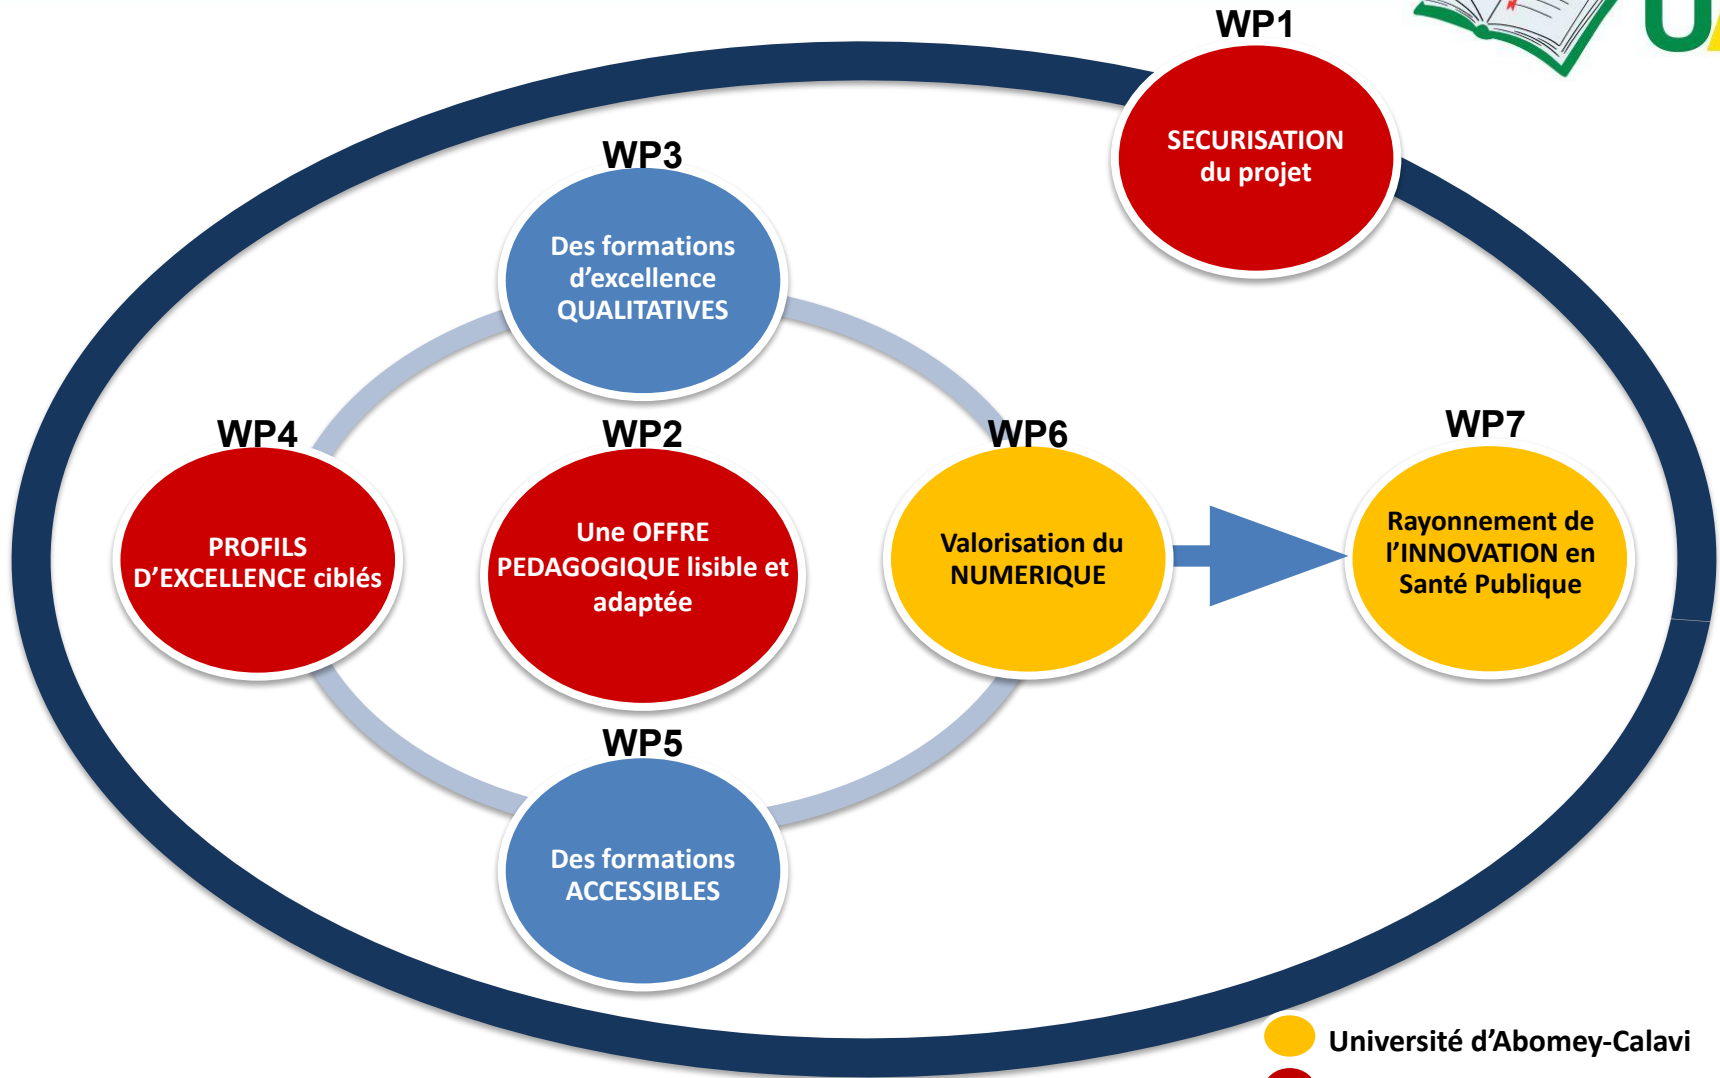 WP1
SECURISATION
du projet
WP3
Des formations
d’excellence
QUALITATIVES
WP4
PROFILS
D’EXCELLENCE ciblés
WP2
Une OFFRE
PEDAGOGIQUE lisible et
adaptée
WP6
Valorisation du
NUMERIQUE
WP7
Rayonnement de
l’INNOVATION en
Santé Publique
WP5
Des formations
ACCESSIBLES
Université d'Abomey-Calavi